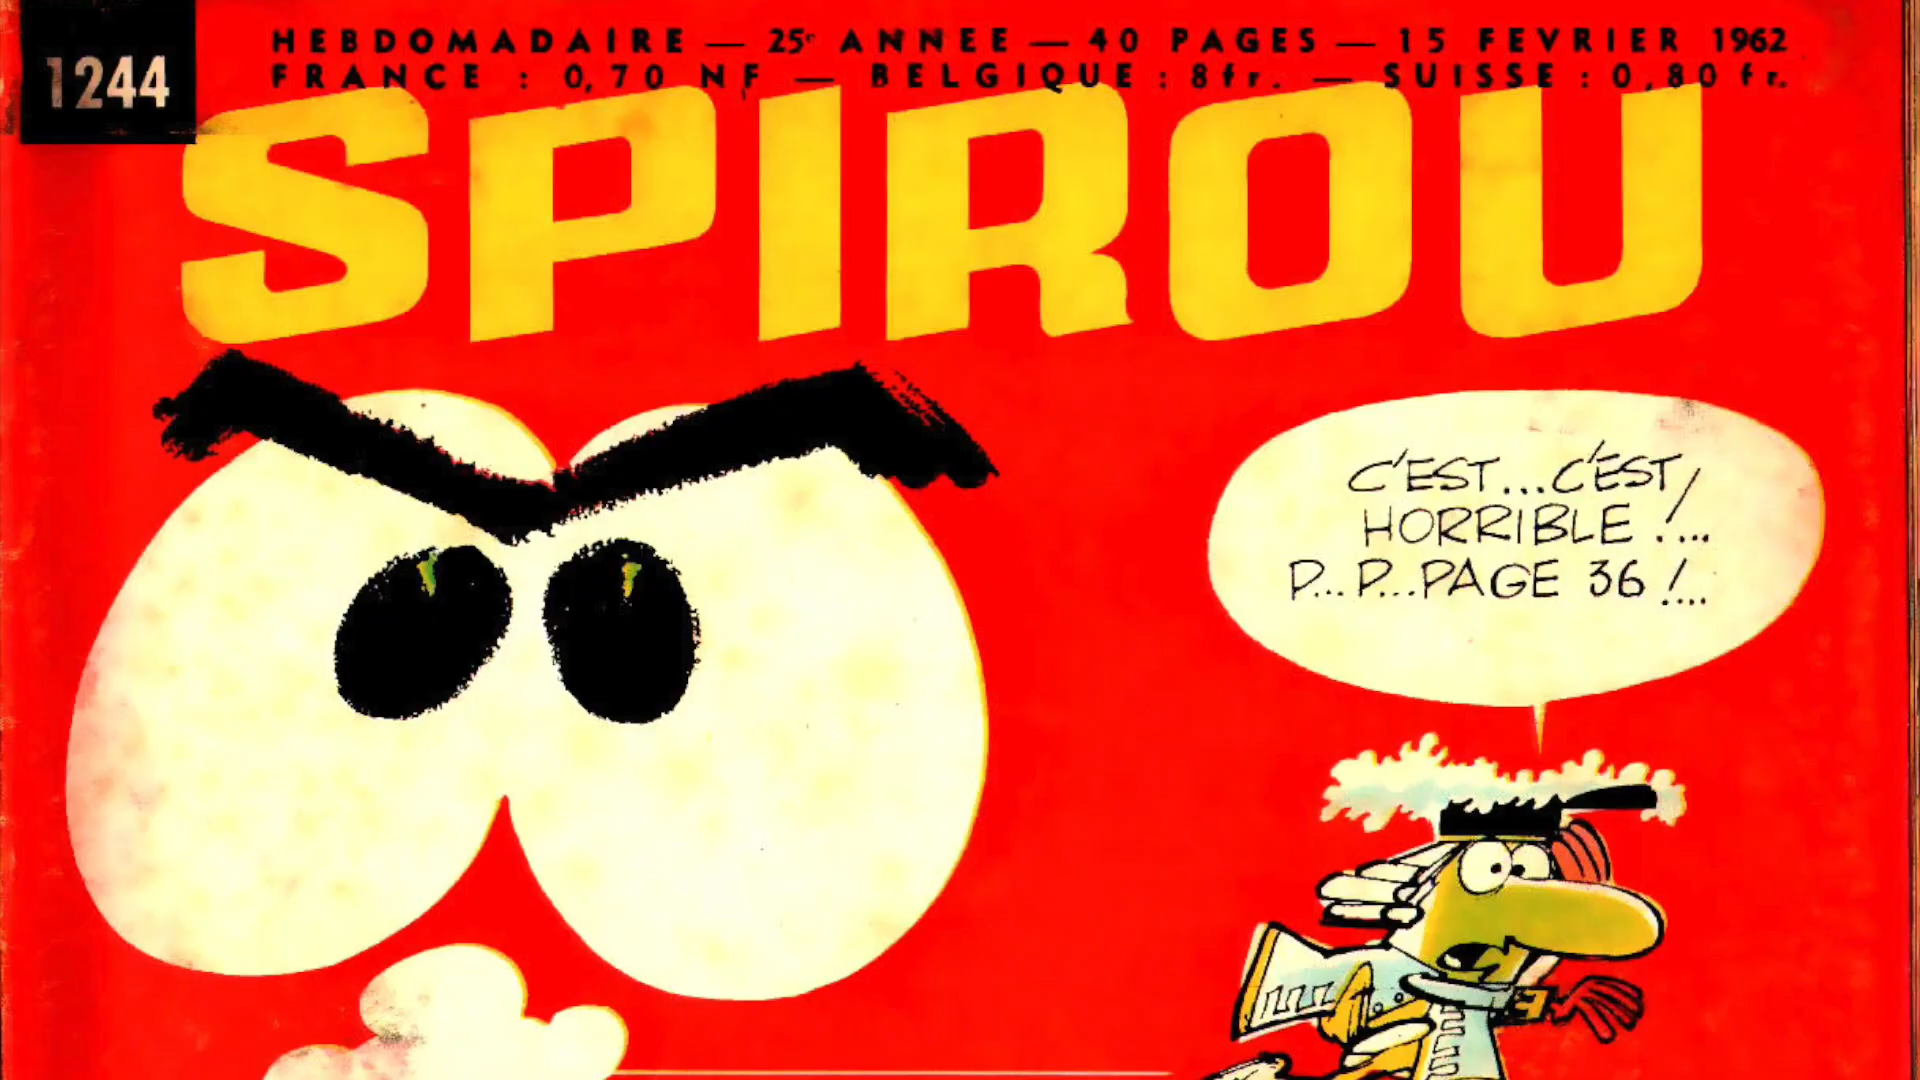 1244
HEBDOMADAIRE — 25e ANNEE — 40 PAGES — 15 FEVRIER 1962
FRANCE : 0,70 NF — BELGIQUE : 8 fr. — SUISSE : 0,80 fr.
SPIROU
C'EST...C'EST
HORRIBLE !...
P...P...PAGE 36 !...